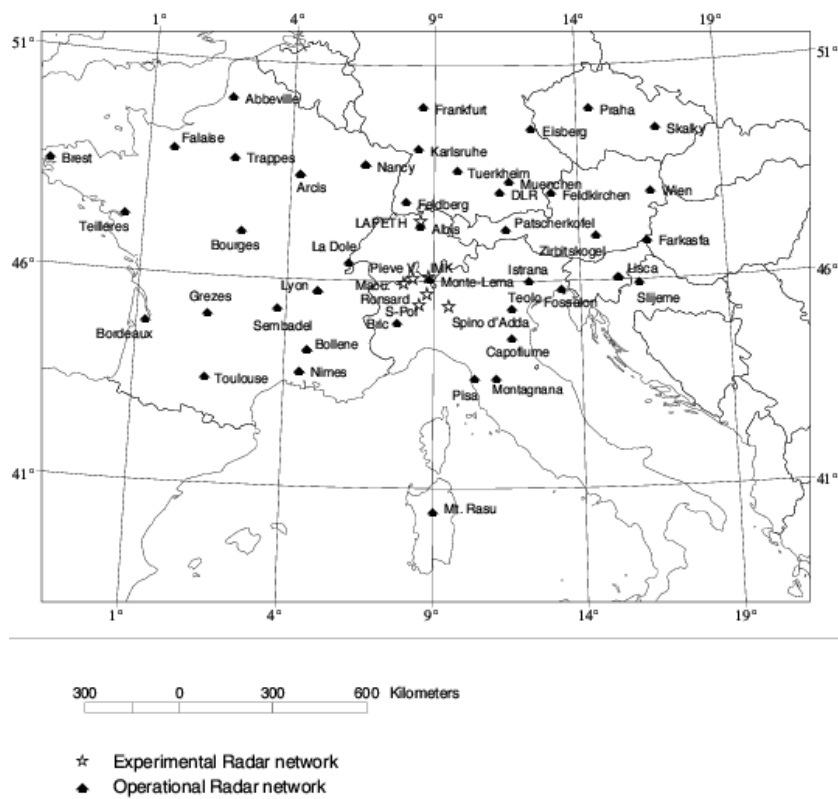 1° 4° 9° 14° 19°
51° 51°
Abbeville
Frankfurt
Praha
Eisberg
Skalky
Falaise
Brest
Trappes
Karlsruhe
Nancy
Tuerkheim
Arcis
Muenchen
DLR
Feldkirchen
Wien
Feldberg
Teilleres
LAPETH
Albis
Patscherkofel
Bourges
La Dole
Zirbitskogel
Farkasfa
46° 46°
Pieve V.
IMK
Istrana
Lisca
Lyon
Macu.
Monte-Lema
Grezes
Ronsard
Teolo
Fossalon
Slijeme
S-Pol
Bordeaux
Sembadel
Bric
Spino d'Adda
Bollene
Capofiume
Toulouse
Nimes
Pisa
Montagnana
41° 41°
Mt. Rasu
1° 4° 9° 14° 19°
300 0 300 600 Kilometers
Experimental Radar network
Operational Radar network